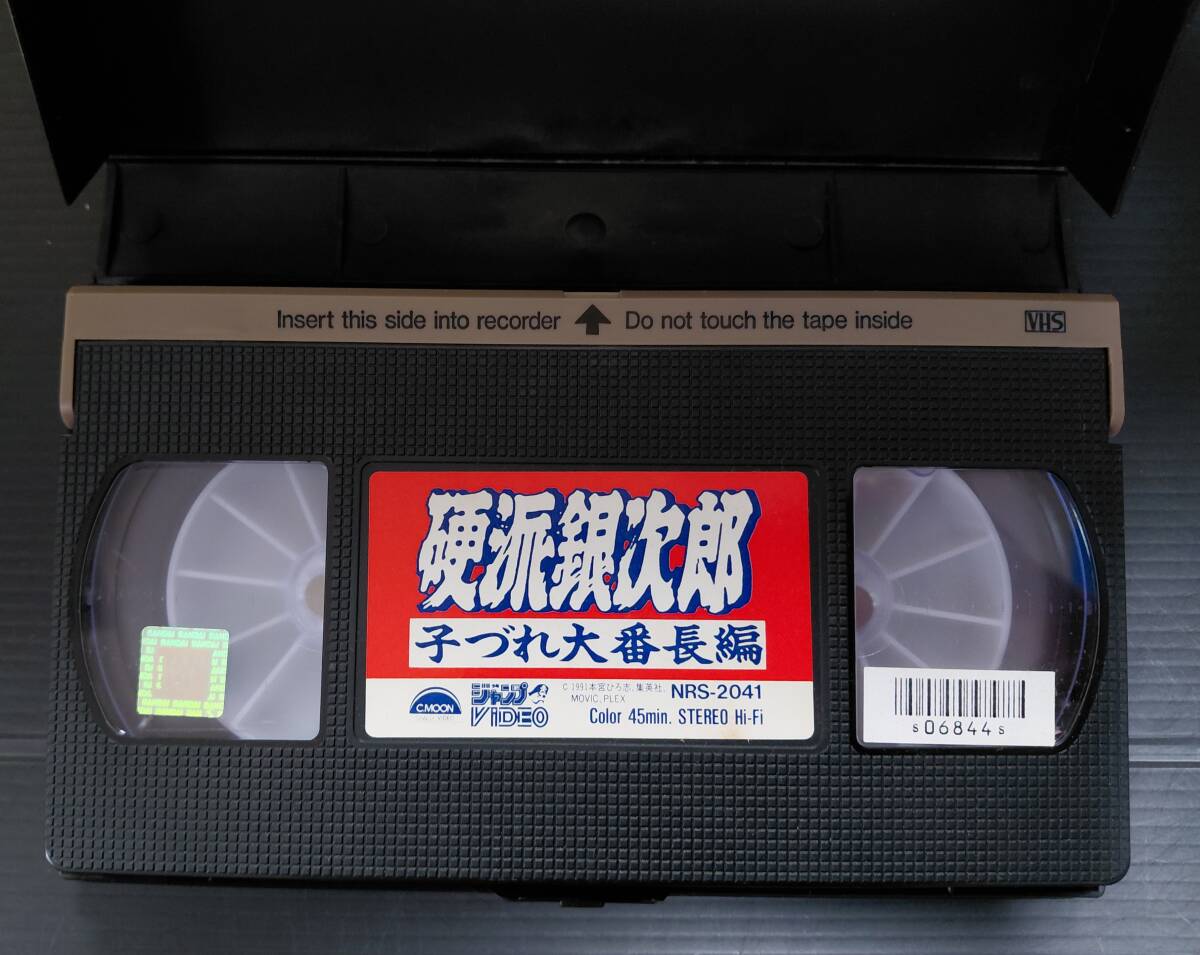 Insert this side into recorder Do not touch the tape inside VHS
硬派銀次郎
子づれ大番長編
C.MOON
ジャンプ
VIDEO
C 1991本宮ひろ志,集英社,
MOVIC,PLEX
NRS-2041
Color 45min. STEREO Hi-Fi
BANDAI BANDAI
s06844s